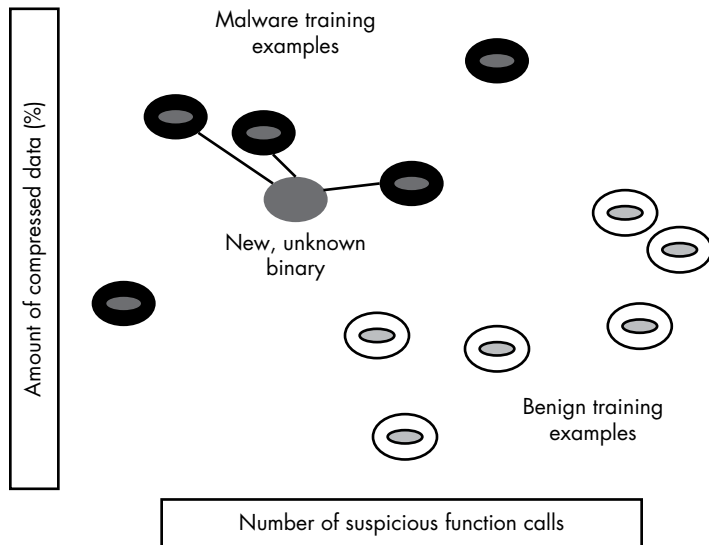 Malware training
examples
Amount of compressed data (%)
New, unknown
binary
Benign training
examples
Number of suspicious function calls